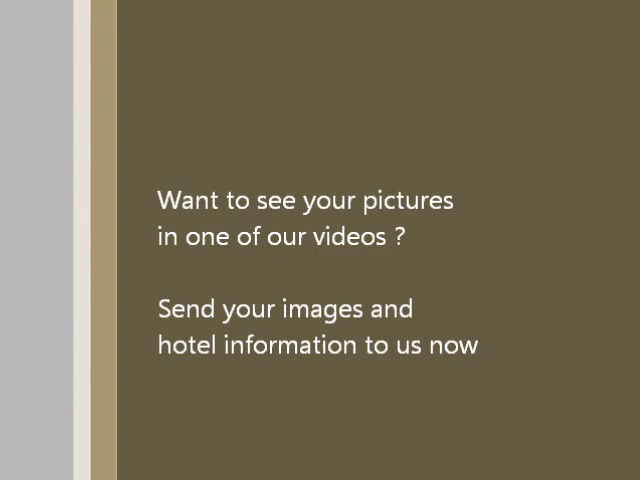 Want to see your pictures
in one of our videos ?
Send your images and
hotel information to us now